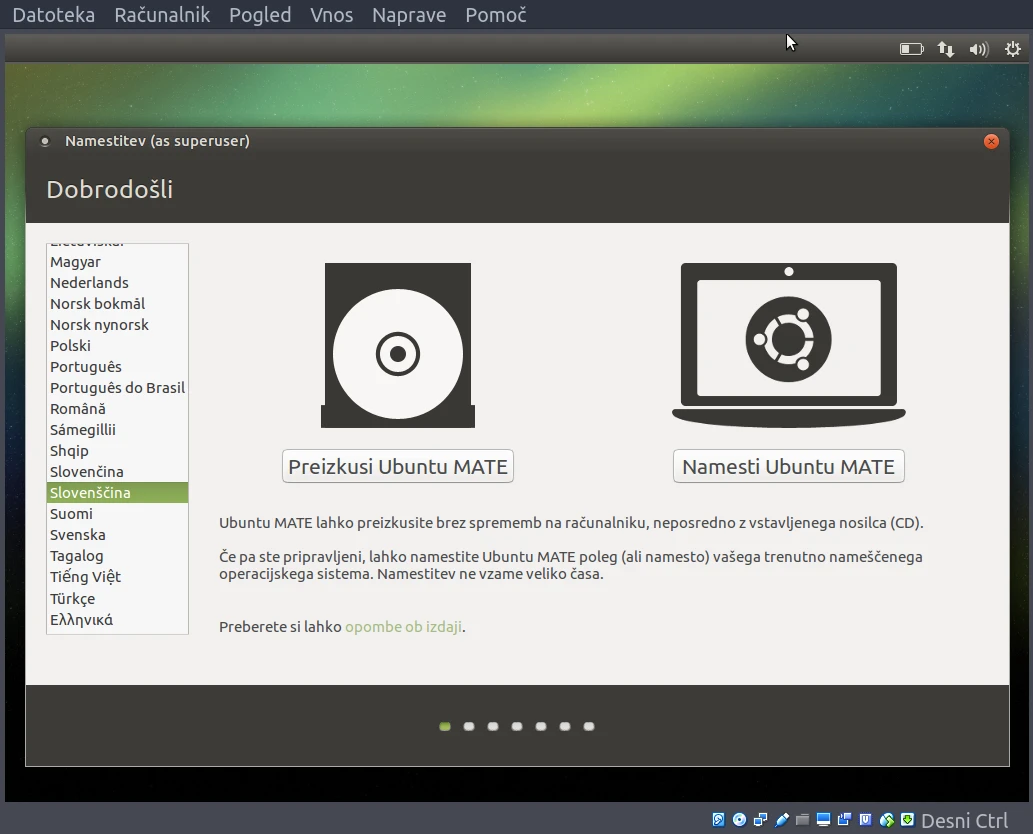 Datoteka Računalnik Pogled Vnos Naprave Pomoč
Namestitev (as superuser)
Dobrodošli
Magyar
Nederlands
Norsk bokmål
Norsk nynorsk
Polski
Português
Português do Brasil
Română
Sámegillii
Shqip
Slovenčina
Slovenščina
Suomi
Svenska
Tagalog
Tiếng Việt
Türkçe
Ελληνικά
Preizkusi Ubuntu MATE
Namesti Ubuntu MATE
Ubuntu MATE lahko preizkusite brez sprememb na računalniku, neposredno z vstavljenega nosilca (CD).
Če pa ste pripravljeni, lahko namestite Ubuntu MATE poleg (ali namesto) vašega trenutno nameščenega
operacijskega sistema. Namestitev ne vzame veliko časa.
Preberete si lahko opombe ob izdaji.
Desni Ctrl